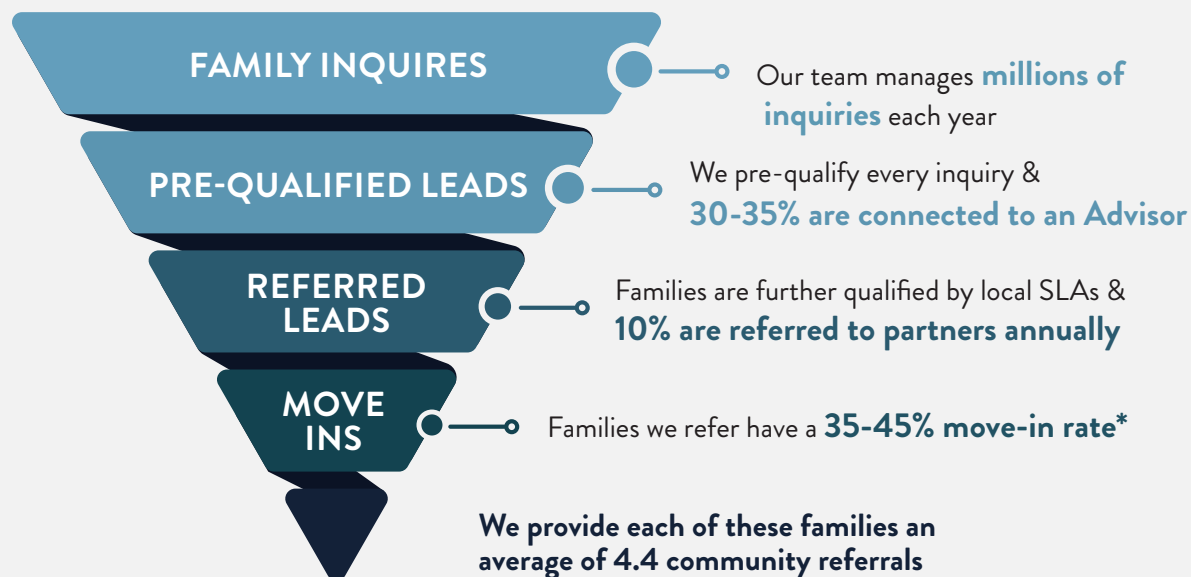 FAMILY INQUIRES
Our team manages millions of
inquiries each year
PRE-QUALIFIED LEADS
We pre-qualify every inquiry &
30-35% are connected to an Advisor
REFERRED
LEADS
Families are further qualified by local SLAs &
10% are referred to partners annually
MOVE
INS
Families we refer have a 35-45% move-in rate*
We provide each of these families an
average of 4.4 community referrals